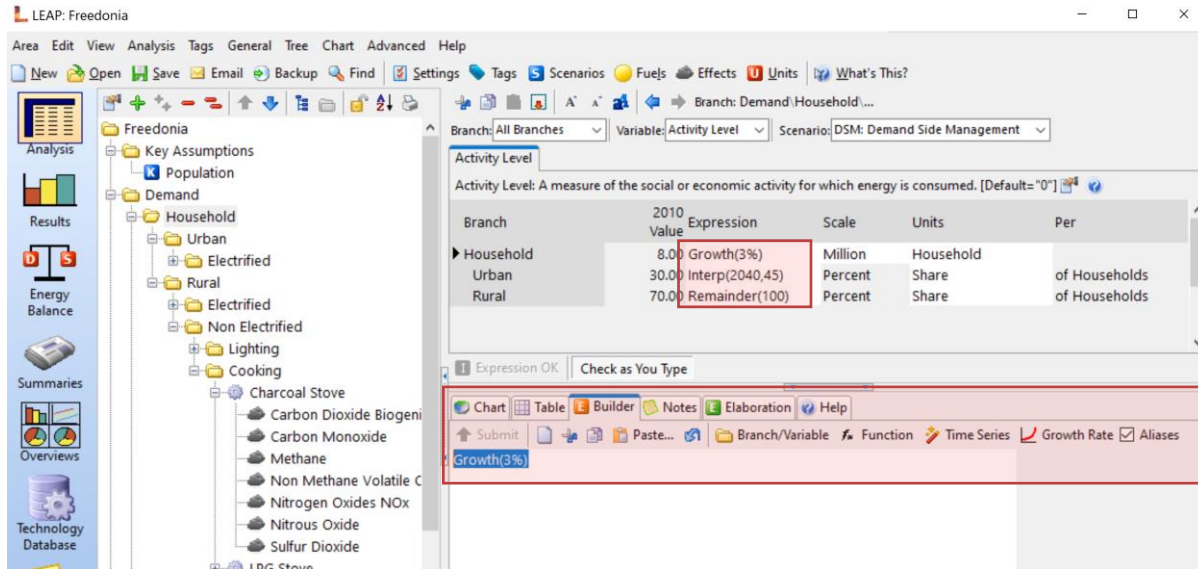 LEAP: Freedonia
Area Edit View Analysis Tags General Tree Chart Advanced Help
New Open Save Email Backup Find Settings Tags Scenarios Fuels Effects Units What's This?
Branch: Demand\Household\...
Branch: All Branches Variable: Activity Level Scenario: DSM: Demand Side Management
Activity Level
Activity Level: A measure of the social or economic activity for which energy is consumed. [Default="0"]
Branch 2010 Value Expression Scale Units Per
Household 8.00 Growth(3%) Million Household
Urban 30.00 Interp(2040,45) Percent Share of Households
Rural 70.00 Remainder(100) Percent Share of Households
Expression OK Check as You Type
Chart Table Builder Notes Elaboration Help
Submit Paste... Branch/Variable Function Time Series Growth Rate Aliases
Growth(3%)
Analysis
Results
Energy
Balance
Summaries
Overviews
Technology
Database
Freedonia
Key Assumptions
Population
Demand
Household
Urban
Electrified
Rural
Electrified
Non Electrified
Lighting
Cooking
Charcoal Stove
Carbon Dioxide Biogeni
Carbon Monoxide
Methane
Non Methane Volatile C
Nitrogen Oxides NOx
Nitrous Oxide
Sulfur Dioxide
LPG Stove